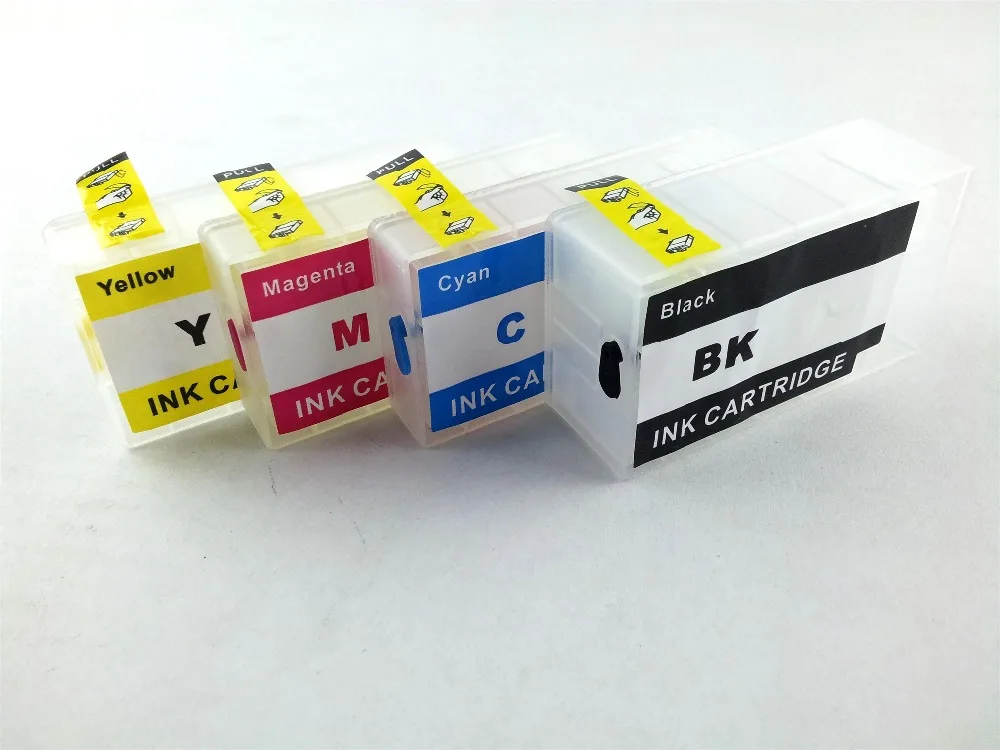 PULL
Yellow
Y
INK CA
PULL
Magenta
M
INK CA
PULL
Cyan
C
INK CA
PULL
Black
BK
INK CARTRIDGE